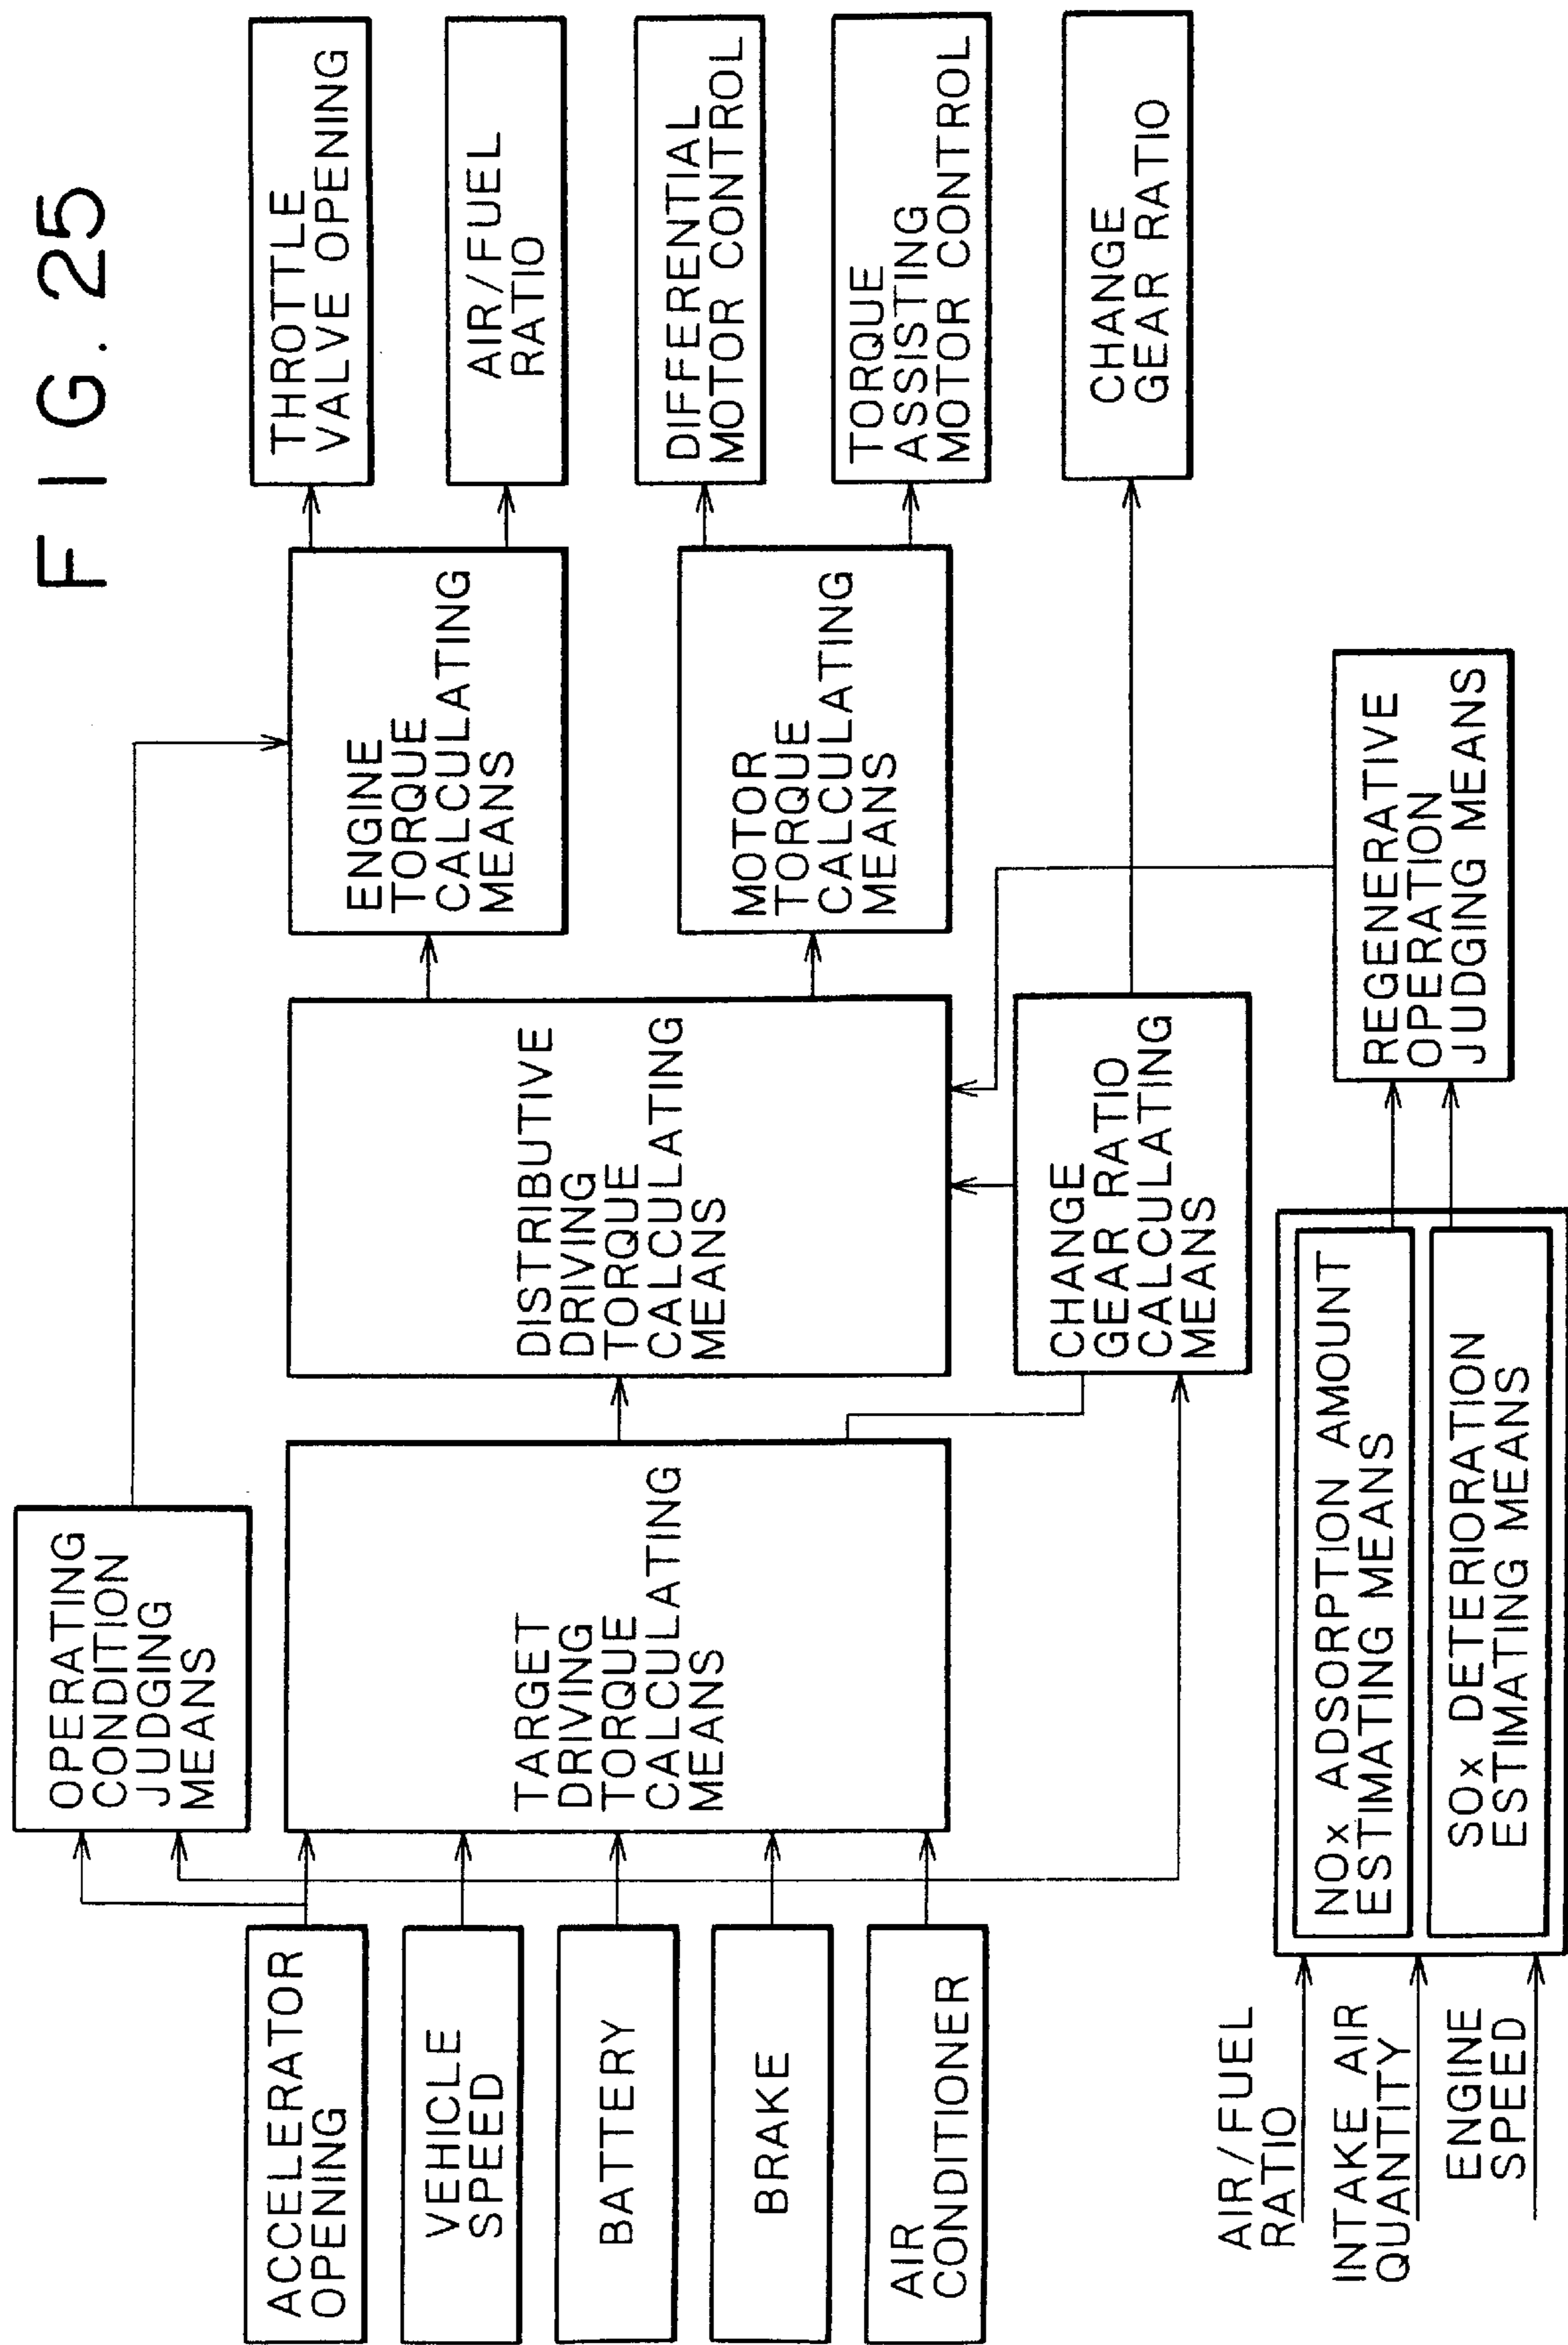 FIG. 25
ACCELERATOR
OPENING
VEHICLE
SPEED
BATTERY
BRAKE
AIR
CONDITIONER
OPERATING
CONDITION
JUDGING
MEANS
TARGET
DRIVING
TORQUE
CALCULATING
MEANS
DISTRIBUTIVE
DRIVING
TORQUE
CALCULATING
MEANS
CHANGE
GEAR RATIO
CALCULATING
MEANS
ENGINE
TORQUE
CALCULATING
MEANS
MOTOR
TORQUE
CALCULATING
MEANS
THROTTLE
VALVE OPENING
AIR/FUEL
RATIO
DIFFERENTIAL
MOTOR CONTROL
TORQUE
ASSISTING
MOTOR CONTROL
CHANGE
GEAR RATIO
AIR/FUEL
RATIO
INTAKE AIR
QUANTITY
ENGINE
SPEED
NOx ADSORPTION AMOUNT
ESTIMATING MEANS
SOx DETERIORATION
ESTIMATING MEANS
REGENERATIVE
OPERATION
JUDGING MEANS